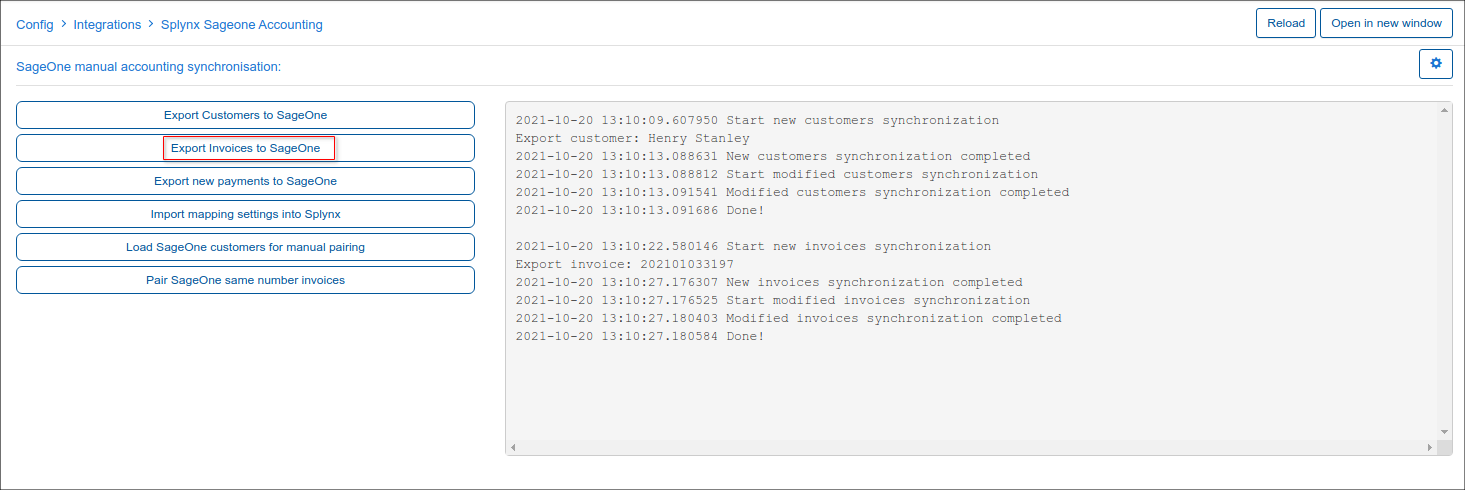 Config > Integrations > Splynx Sageone Accounting
Reload
Open in new window
SageOne manual accounting synchronisation:
Export Customers to SageOne
Export Invoices to SageOne
Export new payments to SageOne
Import mapping settings into Splynx
Load SageOne customers for manual pairing
Pair SageOne same number invoices
2021-10-20 13:10:09.607950 Start new customers synchronization
Export customer: Henry Stanley
2021-10-20 13:10:13.088631 New customers synchronization completed
2021-10-20 13:10:13.088812 Start modified customers synchronization
2021-10-20 13:10:13.091541 Modified customers synchronization completed
2021-10-20 13:10:13.091686 Done!
2021-10-20 13:10:22.580146 Start new invoices synchronization
Export invoice: 202101033197
2021-10-20 13:10:27.176307 New invoices synchronization completed
2021-10-20 13:10:27.176525 Start modified invoices synchronization
2021-10-20 13:10:27.180403 Modified invoices synchronization completed
2021-10-20 13:10:27.180584 Done!